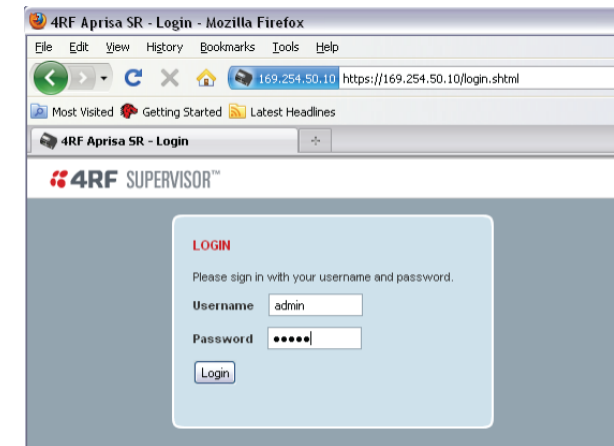 4RF Aprisa SR - Login - Mozilla Firefox
File Edit View History Bookmarks Tools Help
169.254.50.10 https://169.254.50.10/login.shtml
Most Visited Getting Started Latest Headlines
4RF Aprisa SR - Login
4RF SUPERVISOR™
LOGIN
Please sign in with your username and password.
Username admin
Password •••••
Login